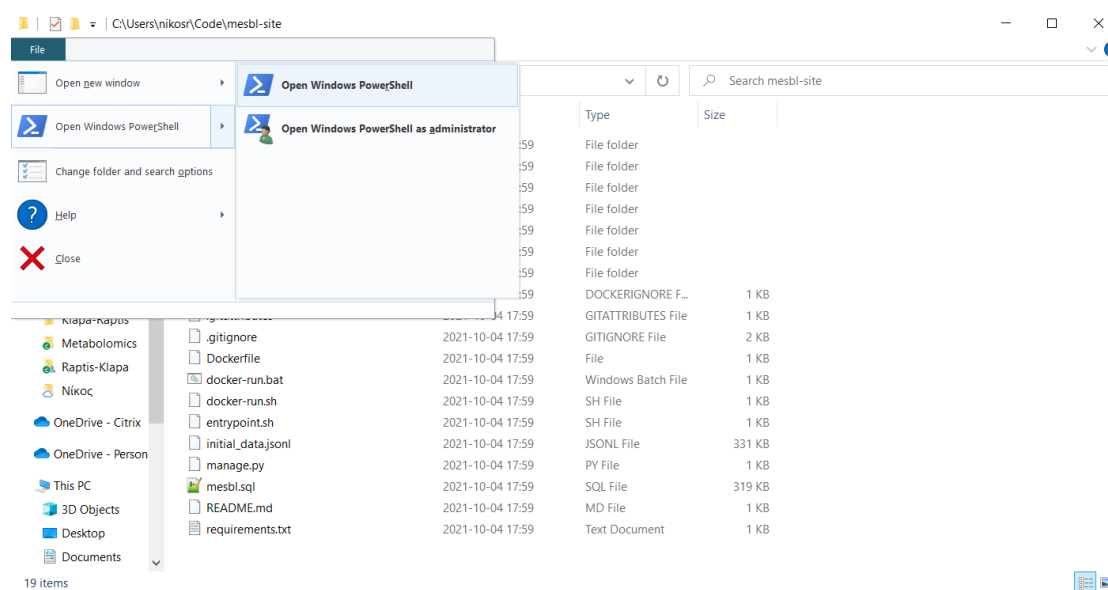 C:\Users\nikosr\Code\mesbl-site
File
Open new window
Open Windows PowerShell
Change folder and search options
Help
Close
Open Windows PowerShell
Open Windows PowerShell as administrator
Search mesbl-site
Type Size
:59 File folder
:59 File folder
:59 File folder
:59 File folder
:59 File folder
:59 File folder
:59 File folder
:59 DOCKERIGNORE F... 1 KB
17:59 GITATTRIBUTES File 1 KB
.gitignore 2021-10-04 17:59 GITIGNORE File 2 KB
Dockerfile 2021-10-04 17:59 File 1 KB
docker-run.bat 2021-10-04 17:59 Windows Batch File 1 KB
docker-run.sh 2021-10-04 17:59 SH File 1 KB
entrypoint.sh 2021-10-04 17:59 SH File 1 KB
initial_data.jsonl 2021-10-04 17:59 JSONL File 331 KB
manage.py 2021-10-04 17:59 PY File 1 KB
mesbl.sql 2021-10-04 17:59 SQL File 319 KB
README.md 2021-10-04 17:59 MD File 1 KB
requirements.txt 2021-10-04 17:59 Text Document 1 KB
Klapa-Raptis
Metabolomics
Raptis-Klapa
Νίκος
OneDrive - Citrix
OneDrive - Person
This PC
3D Objects
Desktop
Documents
19 items